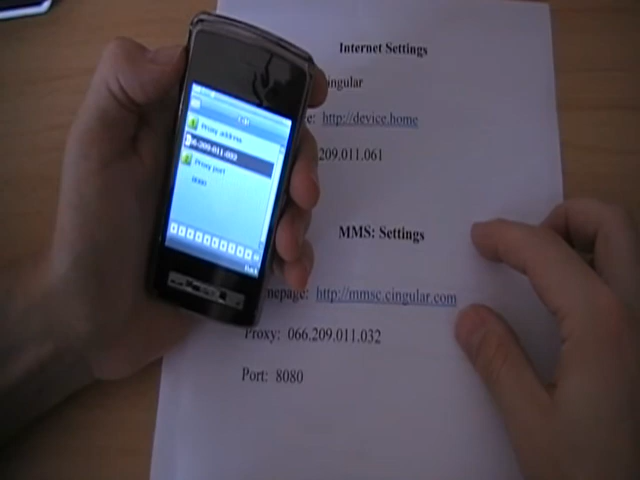 Internet Settings
ingular
e: http://device.home
209.011.061
MMS: Settings
mepage: http://mmsc.cingular.com
Proxy: 066.209.011.032
Port: 8080
Proxy address
066.209.011.032
Proxy port
8080